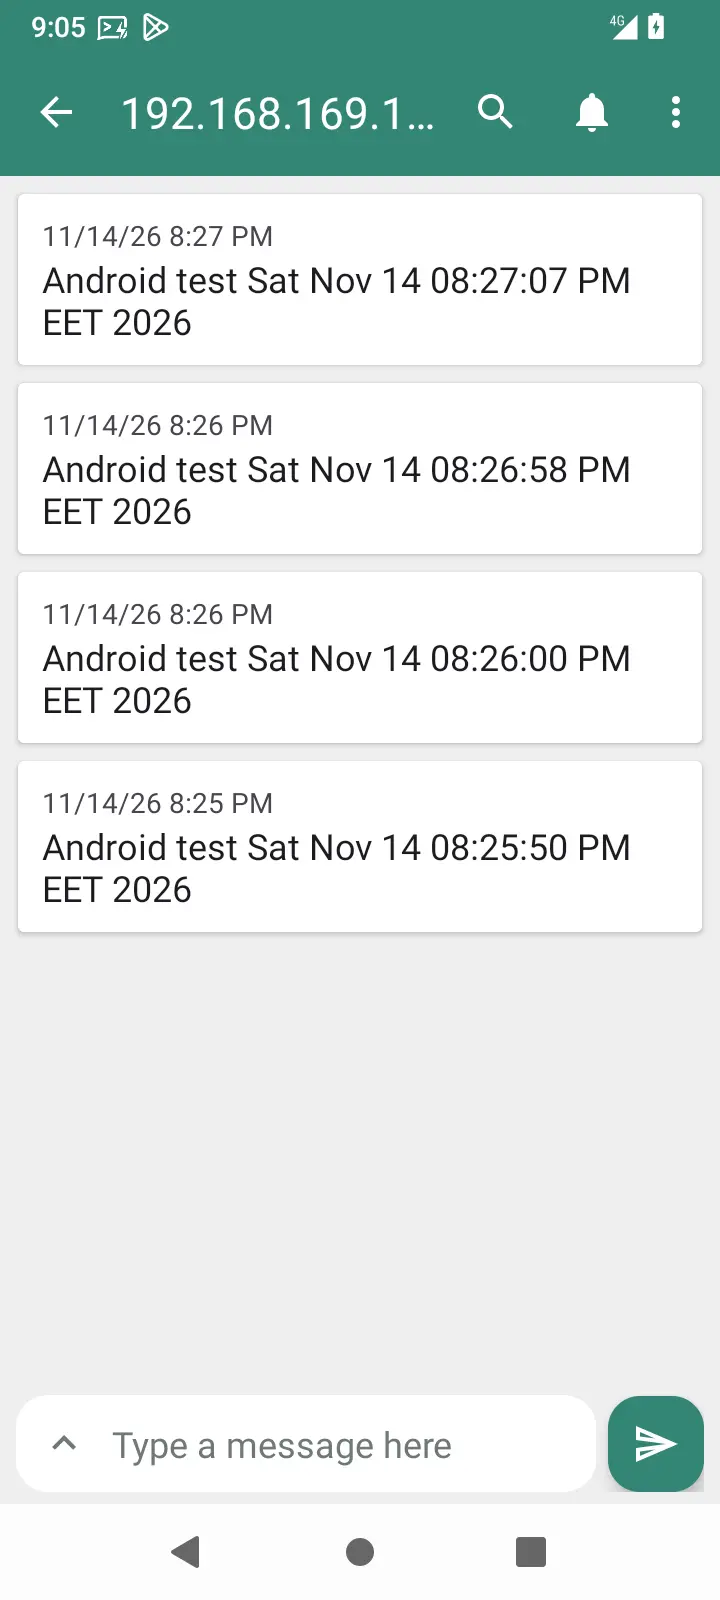 9:05
4G
192.168.169.1…
11/14/26 8:27 PM
Android test Sat Nov 14 08:27:07 PM
EET 2026
11/14/26 8:26 PM
Android test Sat Nov 14 08:26:58 PM
EET 2026
11/14/26 8:26 PM
Android test Sat Nov 14 08:26:00 PM
EET 2026
11/14/26 8:25 PM
Android test Sat Nov 14 08:25:50 PM
EET 2026
Type a message here